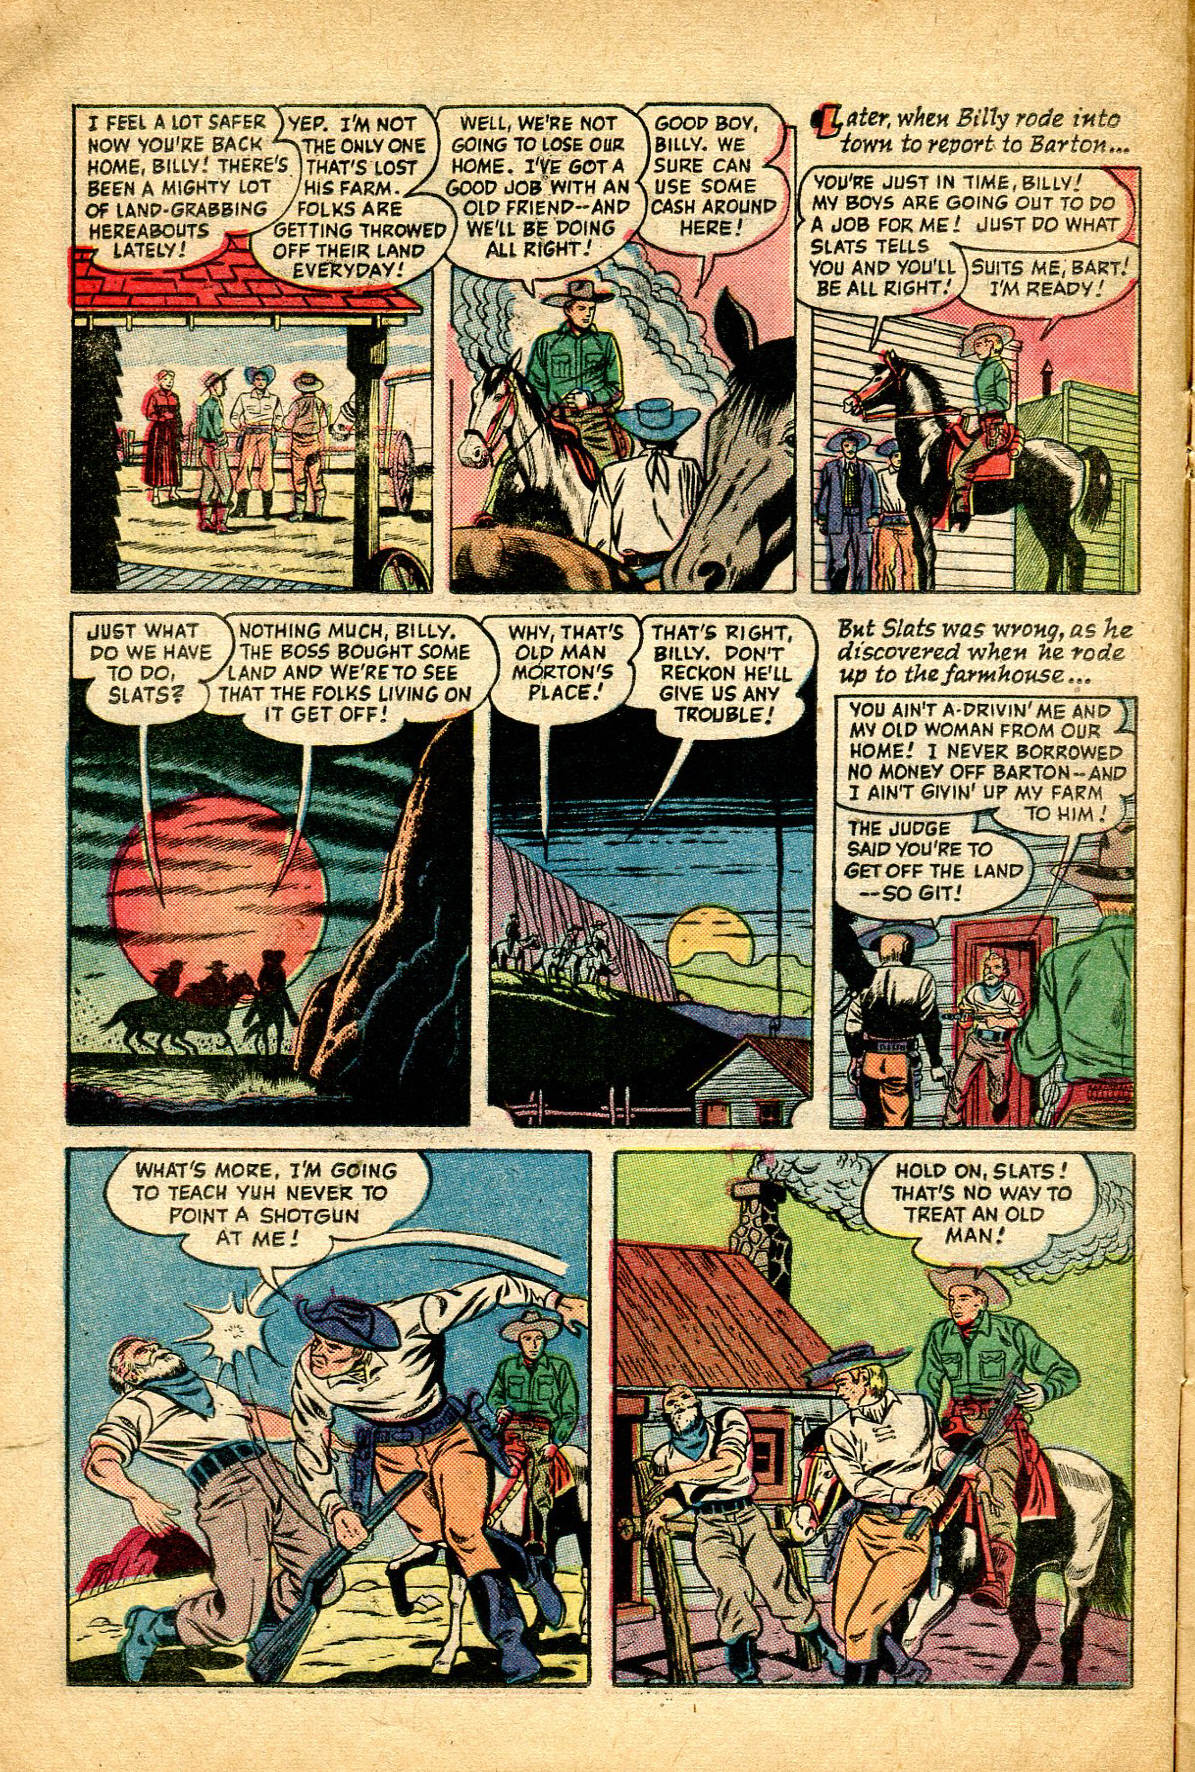 I FEEL A LOT SAFER
NOW YOU'RE BACK
HOME, BILLY! THERE'S
BEEN A MIGHTY LOT
OF LAND-GRABBING
HEREABOUTS
LATELY!
YEP. I'M NOT
THE ONLY ONE
THAT'S LOST
HIS FARM.
FOLKS ARE
GETTING THROWED
OFF THEIR LAND
EVERYDAY!
WELL, WE'RE NOT
GOING TO LOSE OUR
HOME. I'VE GOT A
GOOD JOB WITH AN
OLD FRIEND--AND
WE'LL BE DOING
ALL RIGHT!
GOOD BOY,
BILLY. WE
SURE CAN
USE SOME
CASH AROUND
HERE!
Later, when Billy rode into
town to report to Barton...
YOU'RE JUST IN TIME, BILLY!
MY BOYS ARE GOING OUT TO DO
A JOB FOR ME! JUST DO WHAT
SLATS TELLS
YOU AND YOU'LL
BE ALL RIGHT!
SUITS ME, BART!
I'M READY!
JUST WHAT
DO WE HAVE
TO DO,
SLATS?
NOTHING MUCH, BILLY.
THE BOSS BOUGHT SOME
LAND AND WE'RE TO SEE
THAT THE FOLKS LIVING ON
IT GET OFF!
WHY, THAT'S
OLD MAN
MORTON'S
PLACE!
THAT'S RIGHT,
BILLY. DON'T
RECKON HE'LL
GIVE US ANY
TROUBLE!
But Slats was wrong, as he
discovered when he rode
up to the farmhouse...
YOU AIN'T A-DRIVIN' ME AND
MY OLD WOMAN FROM OUR
HOME! I NEVER BORROWED
NO MONEY OFF BARTON--AND
I AIN'T GIVIN' UP MY FARM
TO HIM!
THE JUDGE
SAID YOU'RE TO
GET OFF THE LAND
--SO GIT!
WHAT'S MORE, I'M GOING
TO TEACH YUH NEVER TO
POINT A SHOTGUN
AT ME!
HOLD ON, SLATS!
THAT'S NO WAY TO
TREAT AN OLD
MAN!